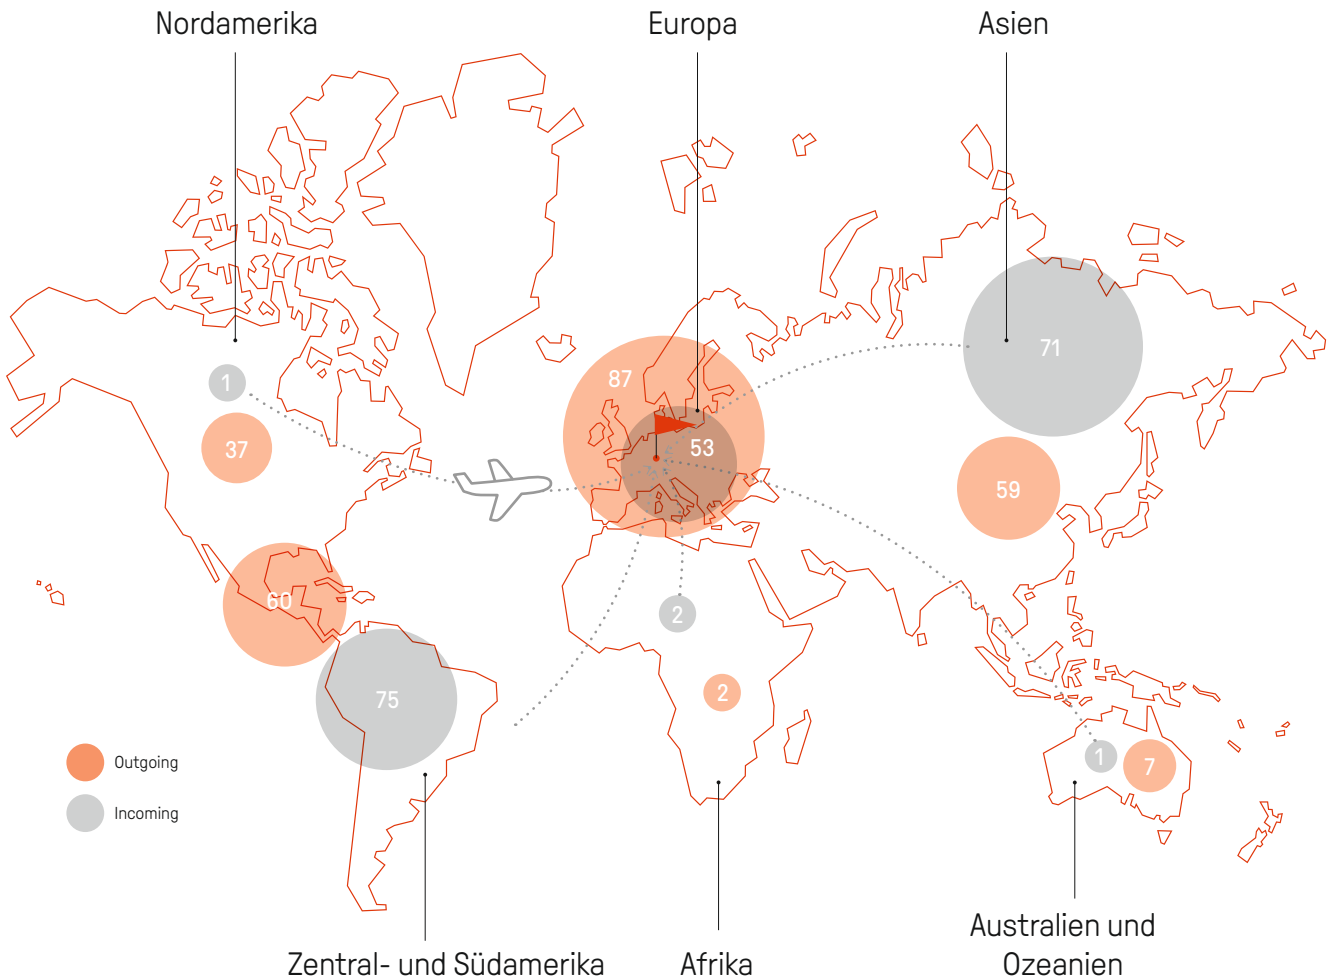 Nordamerika
Europa
Asien
71
1
87
37
53
59
60
2
75
2
Outgoing
1
7
Incoming
Zentral- und Südamerika
Afrika
Australien und
Ozeanien